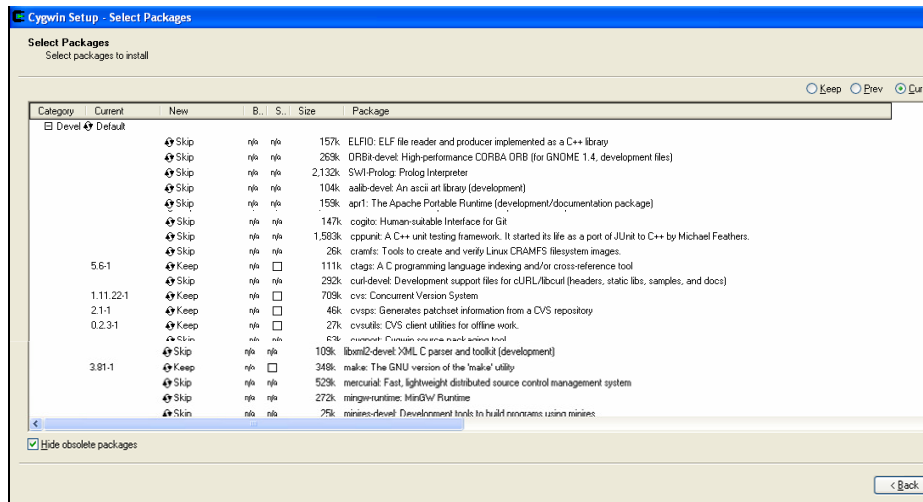 Cygwin Setup - Select Packages
Select Packages
Select packages to install
Keep Prev Cur
Category Current New B.. S.. Size Package
Devel Default
Skip n/a n/a 157k ELFIO: ELF file reader and producer implemented as a C++ library
Skip n/a n/a 269k ORBit-devel: High-performance CORBA ORB (for GNOME 1.4, development files)
Skip n/a n/a 2,132k SWI-Prolog: Prolog Interpreter
Skip n/a n/a 104k aalib-devel: An ascii art library (development)
Skip n/a n/a 159k apr1: The Apache Portable Runtime (development/documentation package)
Skip n/a n/a 147k cogito: Human-suitable Interface for Git
Skip n/a n/a 1,583k cppunit: A C++ unit testing framework. It started its life as a port of JUnit to C++ by Michael Feathers.
Skip n/a n/a 26k cramfs: Tools to create and verify Linux CRAMFS filesystem images.
5.6-1 Keep n/a 111k ctags: A C programming language indexing and/or cross-reference tool
Skip n/a n/a 292k curl-devel: Development support files for cURL/libcurl (headers, static libs, samples, and docs)
1.11.22-1 Keep n/a 709k cvs: Concurrent Version System
2.1-1 Keep n/a 46k cvsps: Generates patchset information from a CVS repository
0.2.3-1 Keep n/a 27k cvsutils: CVS client utilities for offline work.
Skip n/a n/a 63k cygport: Cygwin source packaging tool
Skip n/a n/a 109k libxml2-devel: XML C parser and toolkit (development)
3.81-1 Keep n/a 348k make: The GNU version of the 'make' utility
Skip n/a n/a 529k mercurial: Fast, lightweight distributed source control management system
Skip n/a n/a 272k mingw-runtime: MinGW Runtime
Skip n/a n/a 25k minires-devel: Development tools to build programs using minires
Hide obsolete packages
< Back